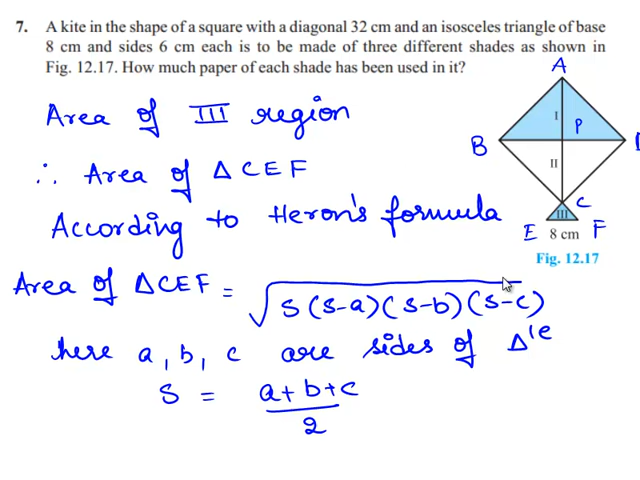 7. A kite in the shape of a square with a diagonal 32 cm and an isosceles triangle of base
8 cm and sides 6 cm each is to be made of three different shades as shown in
Fig. 12.17. How much paper of each shade has been used in it?
A
Area of III region
I
P
B
II
∴ Area of Δ CEF
C
According to Heron's formula
III
E 8 cm F
Fig. 12.17
Area of ΔCEF = √S(S-a)(S-b)(S-c)
here a, b, c are sides of Δ'le
S = a+b+c
2